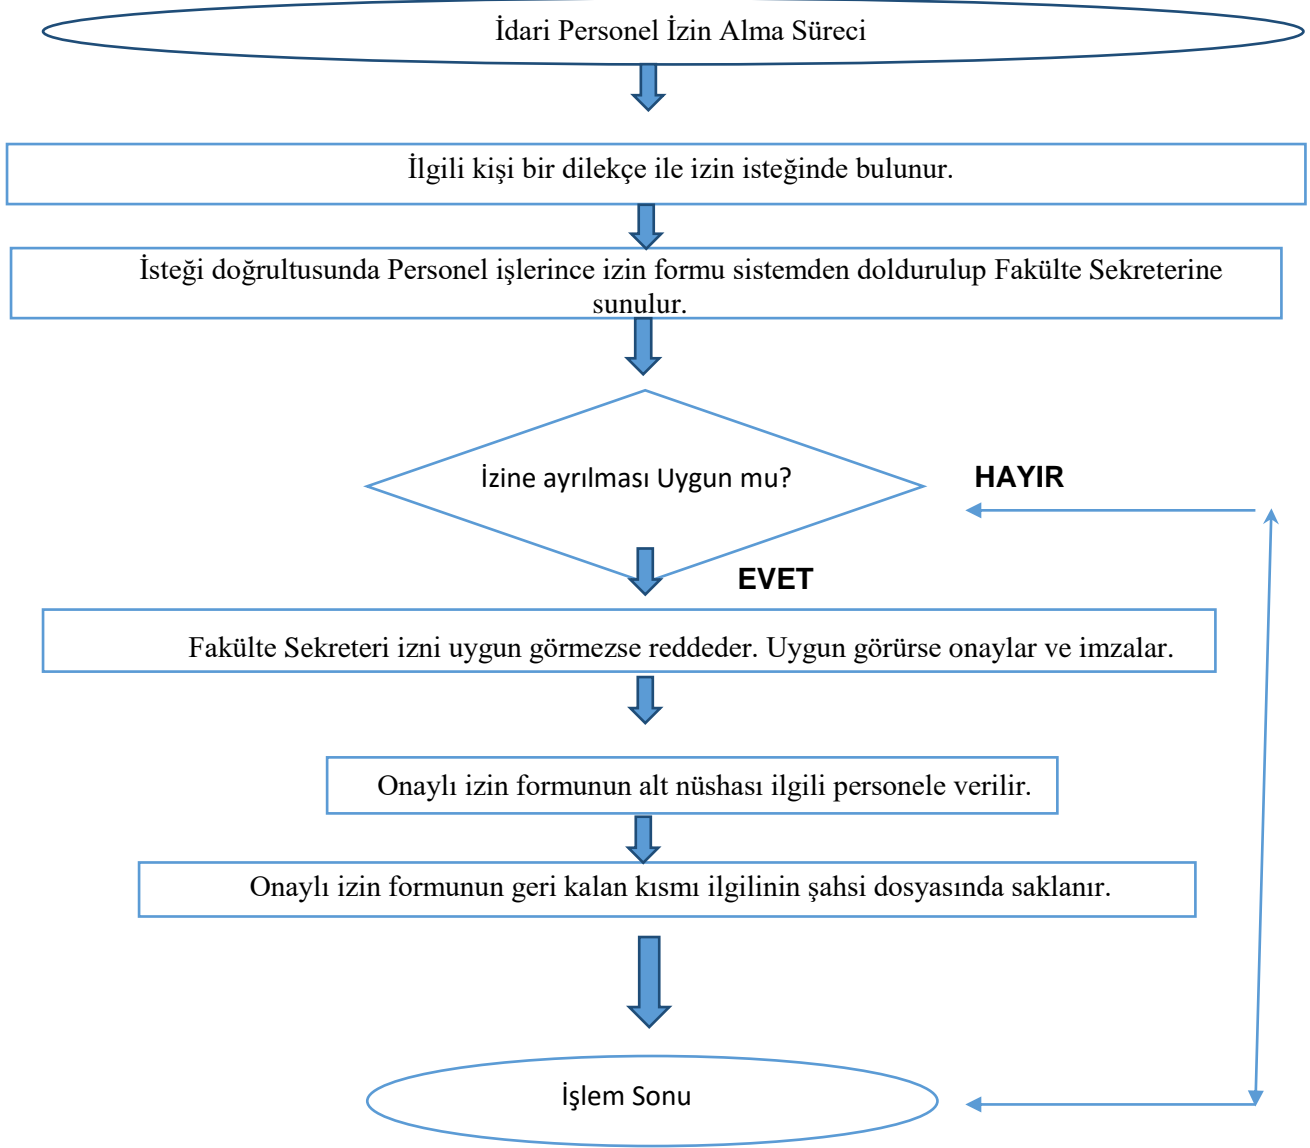 İdari Personel İzin Alma Süreci
İlgili kişi bir dilekçe ile izin isteğinde bulunur.
İsteği doğrultusunda Personel işlerince izin formu sistemden doldurulup Fakülte Sekreterine
sunulur.
İzine ayrılması Uygun mu?
HAYIR
EVET
Fakülte Sekreteri izni uygun görmezse reddeder. Uygun görürse onaylar ve imzalar.
Onaylı izin formunun alt nüshası ilgili personele verilir.
Onaylı izin formunun geri kalan kısmı ilgilinin şahsi dosyasında saklanır.
İşlem Sonu